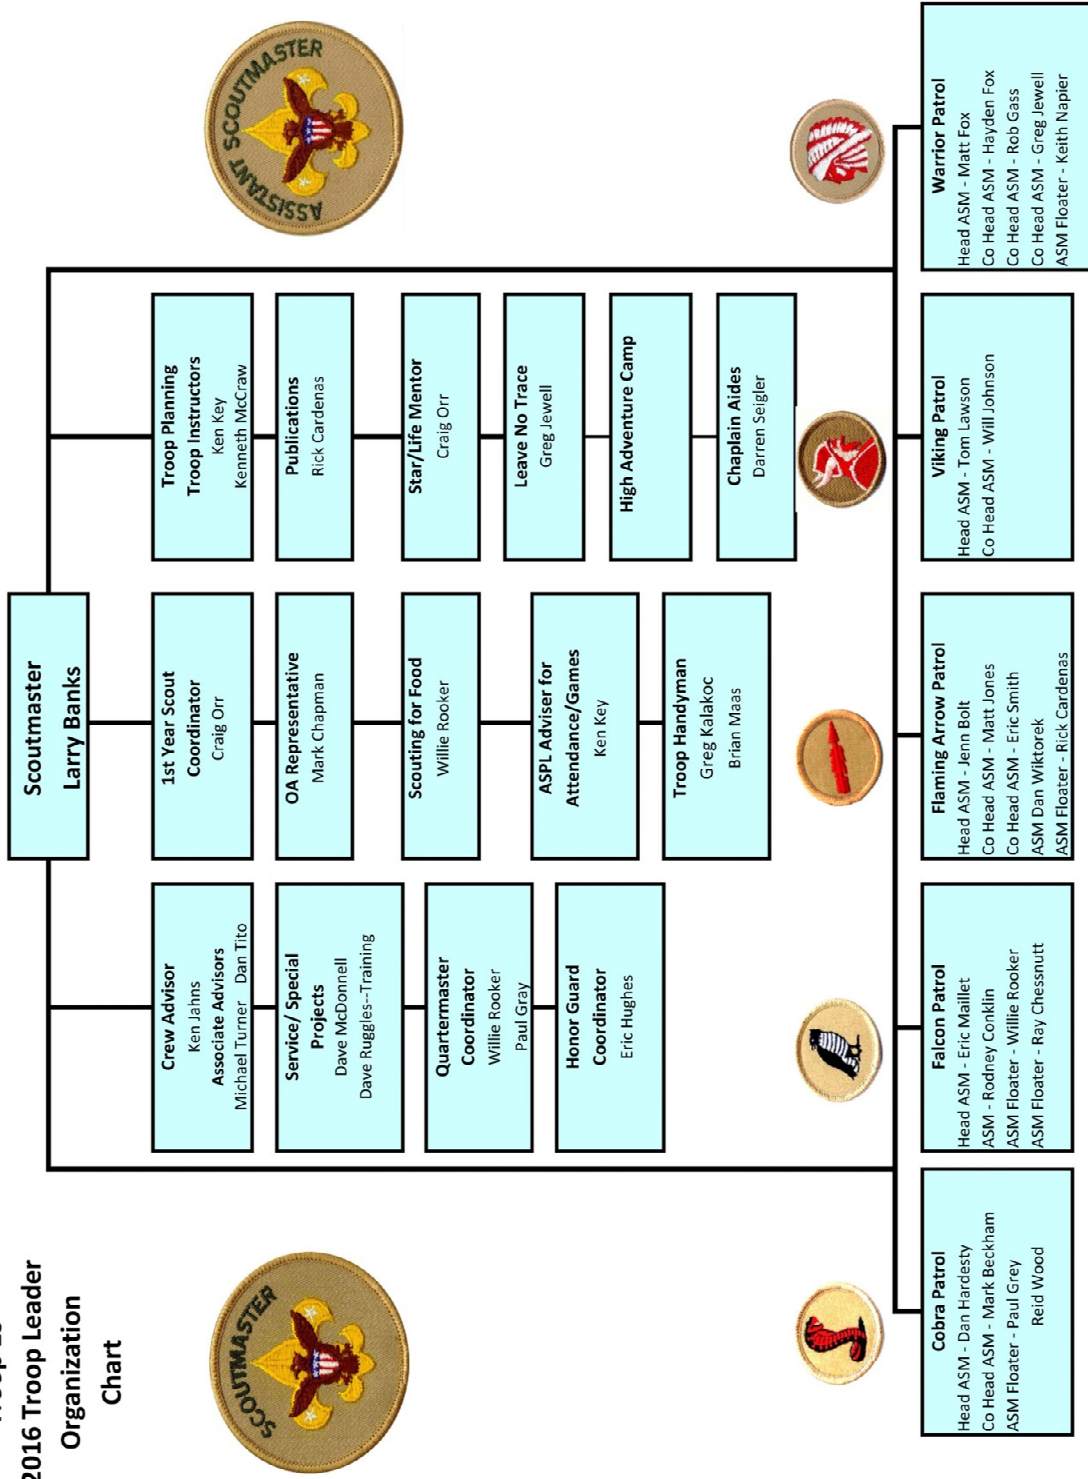 2016 Troop Leader
Organization
Chart
SCOUTMASTER
ASSISTANT SCOUTMASTER
Scoutmaster
Larry Banks
Crew Advisor
Ken Jahns
Associate Advisors
Michael Turner Dan Tito
Service/ Special
Projects
Dave McDonnell
Dave Ruggles--Training
Quartermaster
Coordinator
Willie Rooker
Paul Gray
Honor Guard
Coordinator
Eric Hughes
1st Year Scout
Coordinator
Craig Orr
OA Representative
Mark Chapman
Scouting for Food
Willie Rooker
ASPL Adviser for
Attendance/Games
Ken Key
Troop Handyman
Greg Kalakoc
Brian Maas
Troop Planning
Troop Instructors
Ken Key
Kenneth McCraw
Publications
Rick Cardenas
Star/Life Mentor
Craig Orr
Leave No Trace
Greg Jewell
High Adventure Camp
Chaplain Aides
Darren Seigler
Cobra Patrol
Head ASM - Dan Hardesty
Co Head ASM - Mark Beckham
ASM Floater - Paul Grey
Reid Wood
Falcon Patrol
Head ASM - Eric Maillet
ASM - Rodney Conklin
ASM Floater - Willie Rooker
ASM Floater - Ray Chessnutt
Flaming Arrow Patrol
Head ASM - Jenn Bolt
Co Head ASM - Matt Jones
Co Head ASM - Eric Smith
ASM Dan Wiktorek
ASM Floater - Rick Cardenas
Viking Patrol
Head ASM - Tom Lawson
Co Head ASM - Will Johnson
Warrior Patrol
Head ASM - Matt Fox
Co Head ASM - Hayden Fox
Co Head ASM - Rob Gass
Co Head ASM - Greg Jewell
ASM Floater - Keith Napier